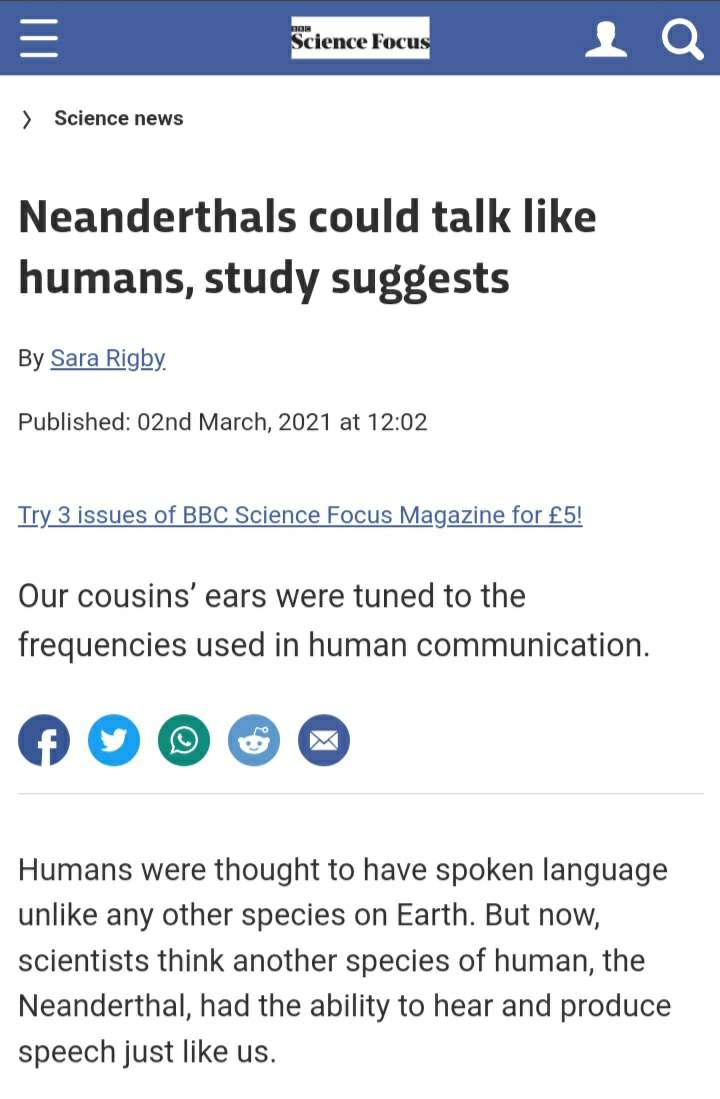 BBC
Science Focus
Science news
Neanderthals could talk like
humans, study suggests
By Sara Rigby
Published: 02nd March, 2021 at 12:02
Try 3 issues of BBC Science Focus Magazine for £5!
Our cousins’ ears were tuned to the
frequencies used in human communication.
Humans were thought to have spoken language
unlike any other species on Earth. But now,
scientists think another species of human, the
Neanderthal, had the ability to hear and produce
speech just like us.